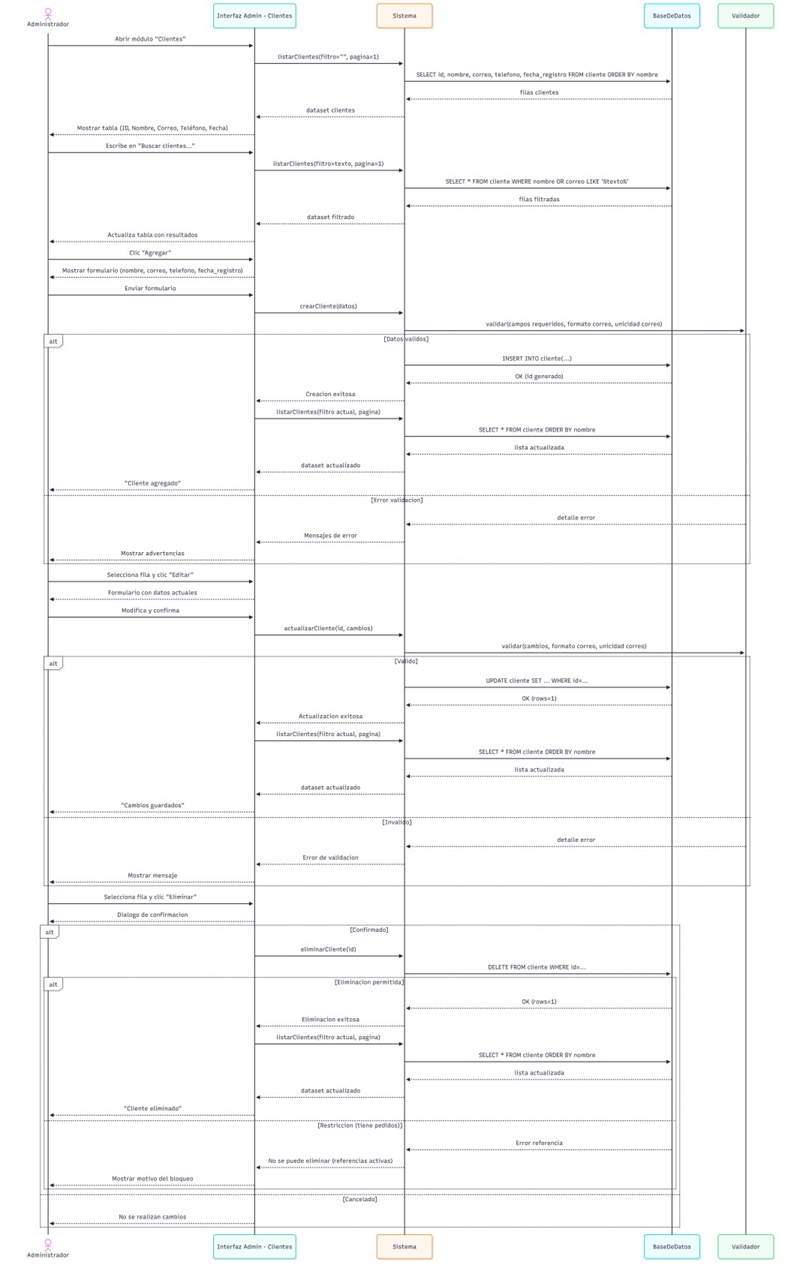 Administrador
Interfaz Admin - Clientes
Sistema
BaseDeDatos
Validador
Abrir módulo "Clientes"
listarClientes(filtro="", pagina=1)
SELECT id, nombre, correo, telefono, fecha_registro FROM cliente ORDER BY nombre
filas clientes
dataset clientes
Mostrar tabla (ID, Nombre, Correo, Teléfono, Fecha)
Escribe en "Buscar clientes..."
listarClientes(filtro=texto, pagina=1)
SELECT * FROM cliente WHERE nombre OR correo LIKE '%texto%'
filas filtradas
dataset filtrado
Actualiza tabla con resultados
Clic "Agregar"
Mostrar formulario (nombre, correo, telefono, fecha_registro)
Enviar formulario
crearCliente(datos)
validar(campos requeridos, formato correo, unicidad correo)
alt
[Datos validos]
INSERT INTO cliente(...)
OK (id generado)
Creacion exitosa
listarClientes(filtro actual, pagina)
SELECT * FROM cliente ORDER BY nombre
lista actualizada
dataset actualizado
"Cliente agregado"
[Error validacion]
detalle error
Mensajes de error
Mostrar advertencias
Selecciona fila y clic "Editar"
Formulario con datos actuales
Modifica y confirma
actualizarCliente(id, cambios)
validar(cambios, formato correo, unicidad correo)
alt
[Valido]
UPDATE cliente SET ... WHERE id=...
OK (rows=1)
Actualizacion exitosa
listarClientes(filtro actual, pagina)
SELECT * FROM cliente ORDER BY nombre
lista actualizada
dataset actualizado
"Cambios guardados"
[Invalido]
detalle error
Error de validacion
Mostrar mensaje
Selecciona fila y clic "Eliminar"
Dialogo de confirmacion
alt
[Confirmado]
eliminarCliente(id)
DELETE FROM cliente WHERE id=...
alt
[Eliminacion permitida]
OK (rows=1)
Eliminacion exitosa
listarClientes(filtro actual, pagina)
SELECT * FROM cliente ORDER BY nombre
lista actualizada
dataset actualizado
"Cliente eliminado"
[Restriccion (tiene pedidos)]
Error referencia
No se puede eliminar (referencias activas)
Mostrar motivo del bloqueo
[Cancelado]
No se realizan cambios
Administrador
Interfaz Admin - Clientes
Sistema
BaseDeDatos
Validador